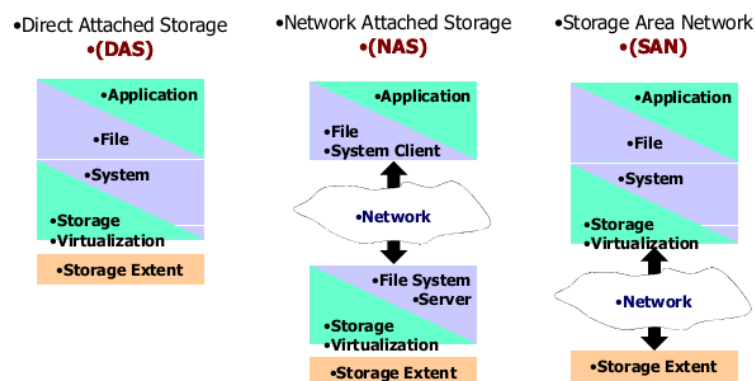 •Direct Attached Storage
•(DAS)
•Application
•File
•System
•Storage
•Virtualization
•Storage Extent
•Network Attached Storage
•(NAS)
•Application
•File
•System Client
•Network
•File System
•Server
•Storage
•Virtualization
•Storage Extent
•Storage Area Network
•(SAN)
•Application
•File
•System
•Storage
•Virtualization
•Network
•Storage Extent